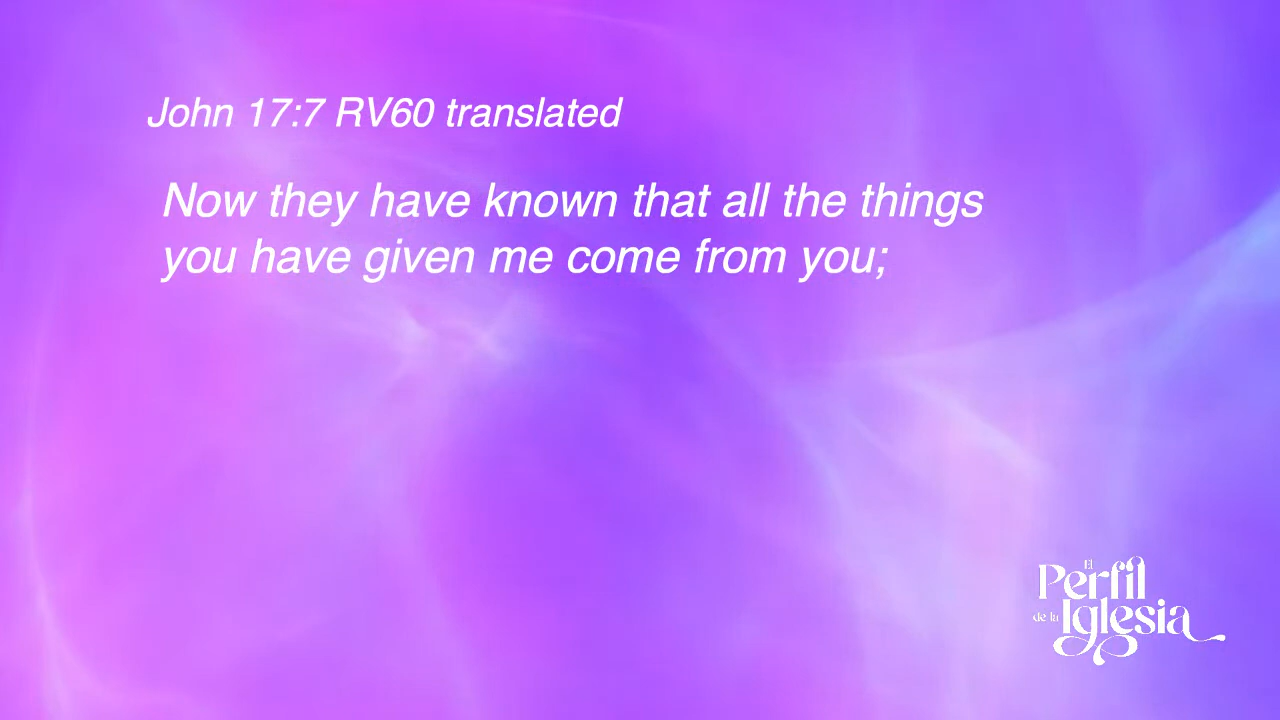 John 17:7 RV60 translated
Now they have known that all the things
you have given me come from you;
El
Perfil
de la Iglesia